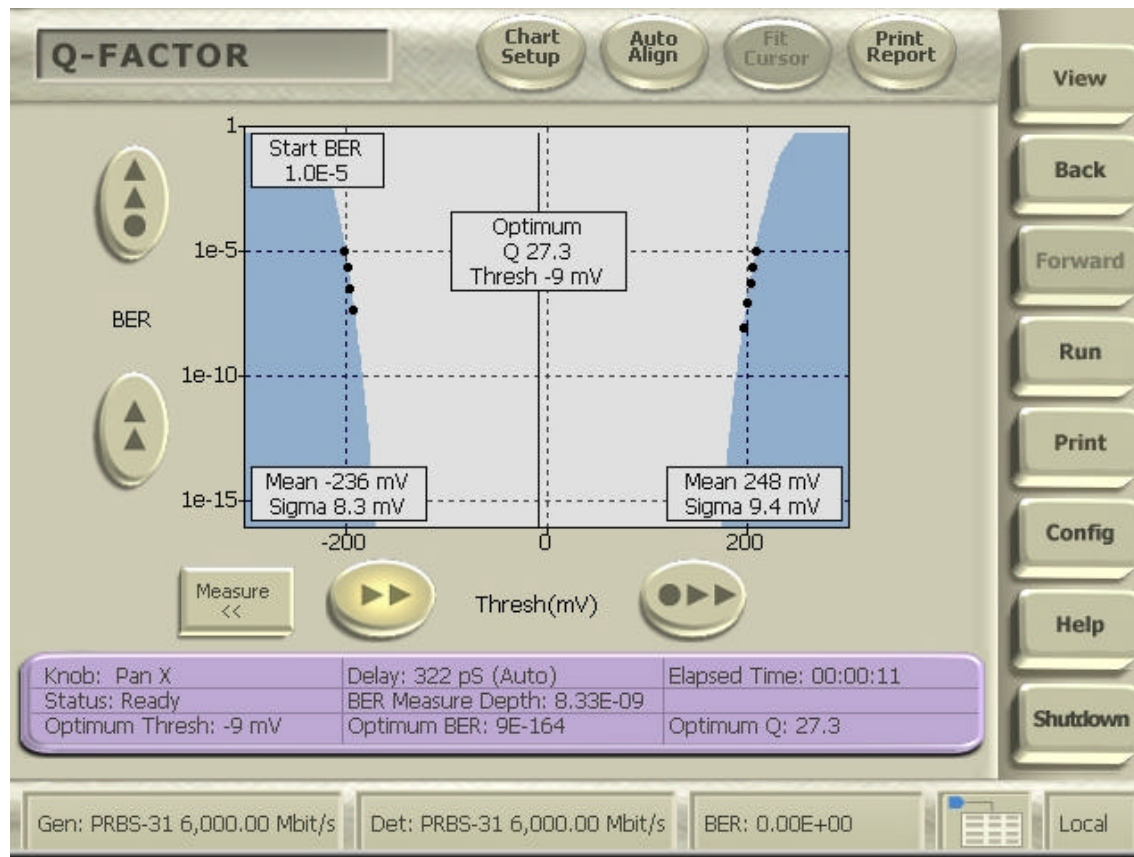 Q-FACTOR
Chart Setup
Auto Align
Fit Cursor
Print Report
View
Back
Forward
Run
Print
Config
Help
Shutdown
1
Start BER
1.0E-5
Optimum
Q 27.3
Thresh -9 mV
1e-5
BER
1e-10
1e-15
Mean -236 mV
Sigma 8.3 mV
Mean 248 mV
Sigma 9.4 mV
-200
0
200
Measure
<<
Thresh(mV)
Knob: Pan X
Delay: 322 pS (Auto)
Elapsed Time: 00:00:11
Status: Ready
BER Measure Depth: 8.33E-09
Optimum Thresh: -9 mV
Optimum BER: 9E-164
Optimum Q: 27.3
Gen: PRBS-31 6,000.00 Mbit/s
Det: PRBS-31 6,000.00 Mbit/s
BER: 0.00E+00
Local